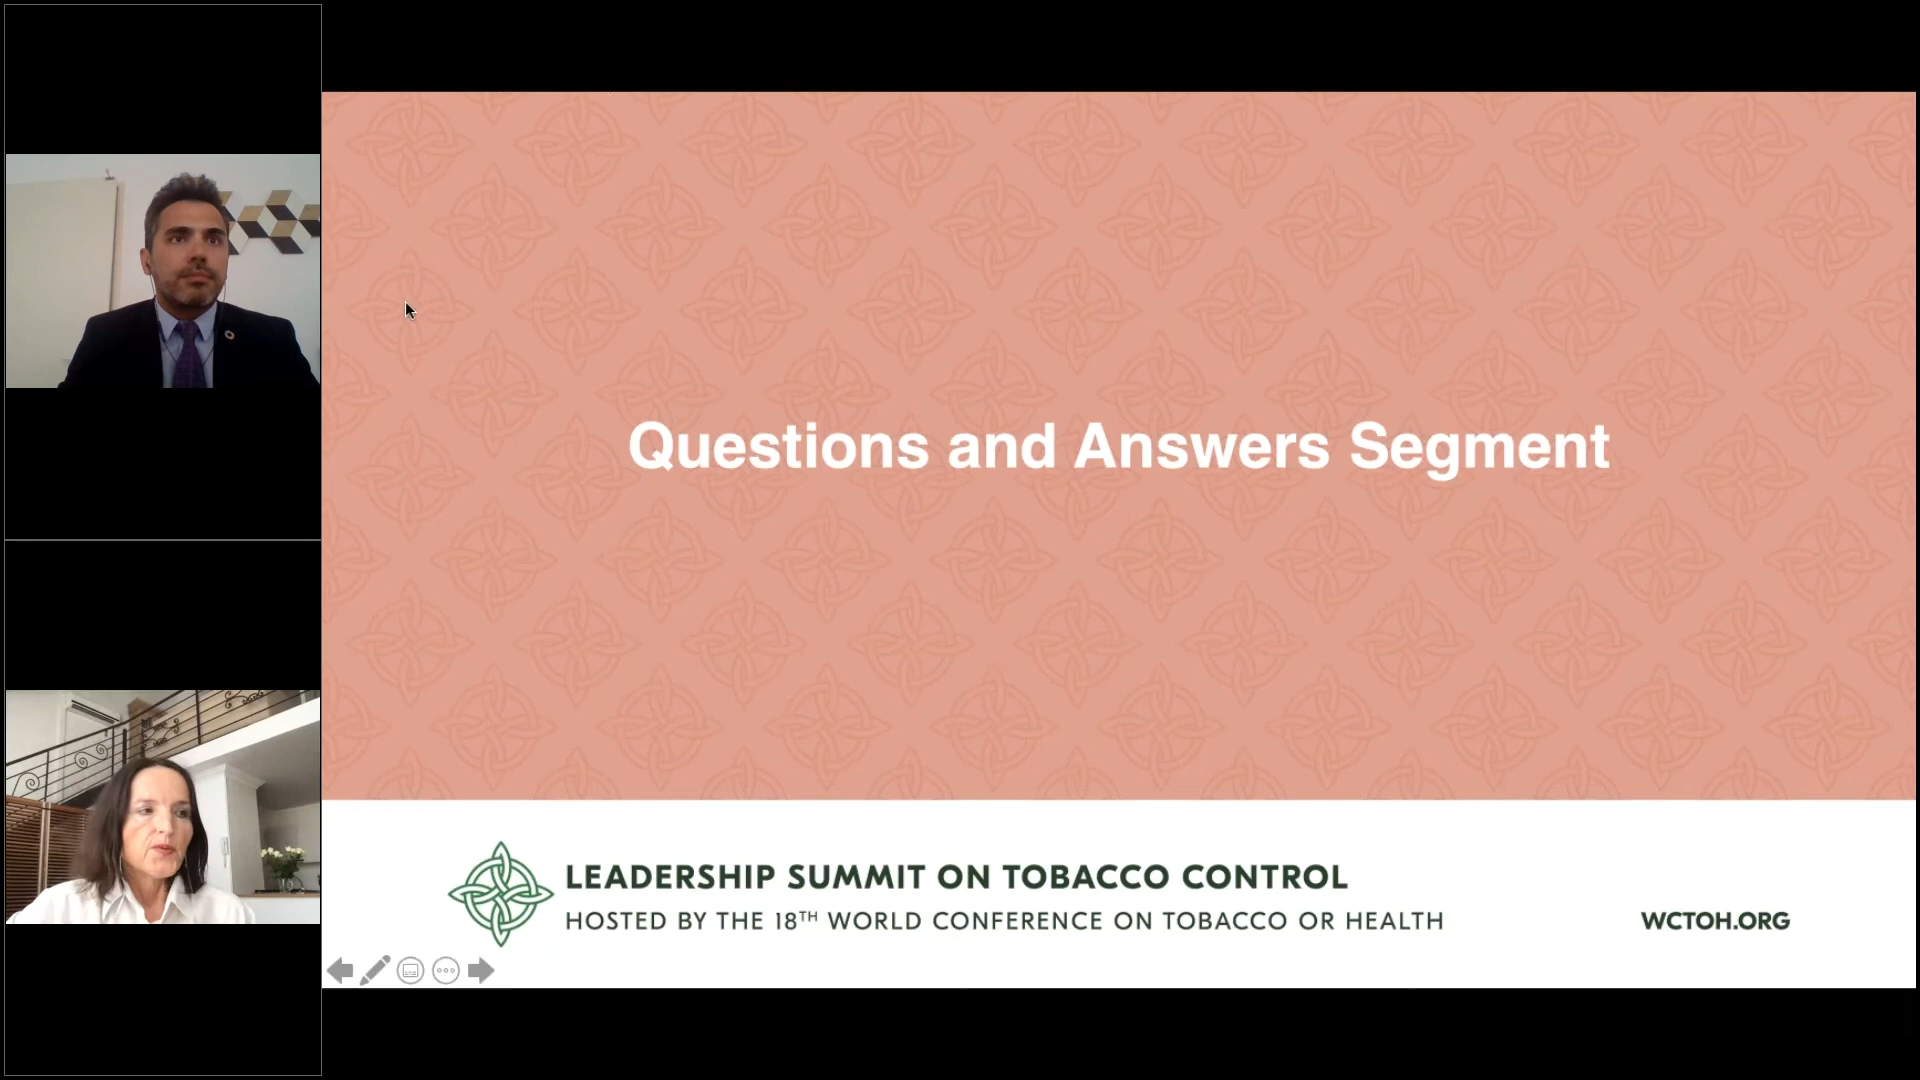 Questions and Answers Segment
LEADERSHIP SUMMIT ON TOBACCO CONTROL
HOSTED BY THE 18TH WORLD CONFERENCE ON TOBACCO OR HEALTH
WCTOH.ORG